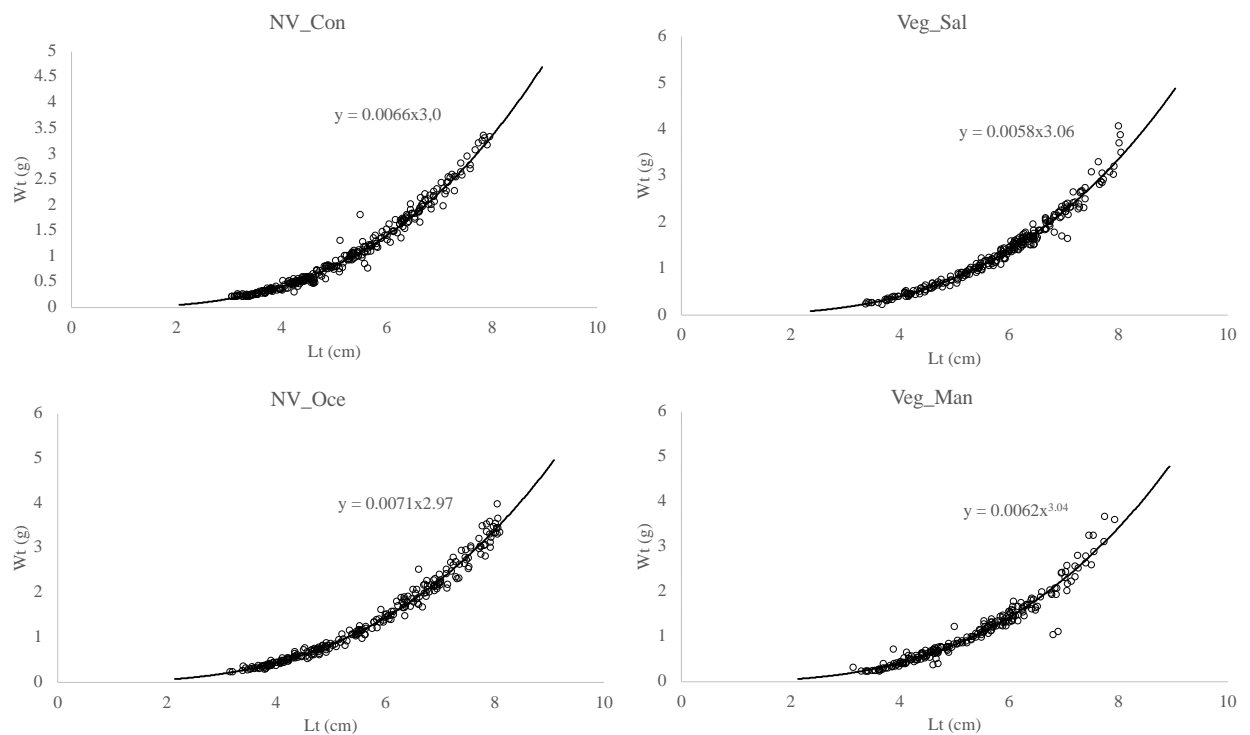 NV_Con
5
4.5
4
3.5
3
2.5
2
1.5
1
0.5
0
Wt (g)
y = 0.0066x3,0
0 2 4 6 8 10
Lt (cm)
Veg_Sal
6
5
4
3
2
1
0
Wt (g)
y = 0.0058x3.06
0 2 4 6 8 10
Lt (cm)
NV_Oce
6
5
4
3
2
1
0
Wt (g)
y = 0.0071x2.97
0 2 4 6 8 10
Lt (cm)
Veg_Man
6
5
4
3
2
1
0
Wt (g)
y = 0.0062x³·⁰⁴
0 2 4 6 8 10
Lt (cm)